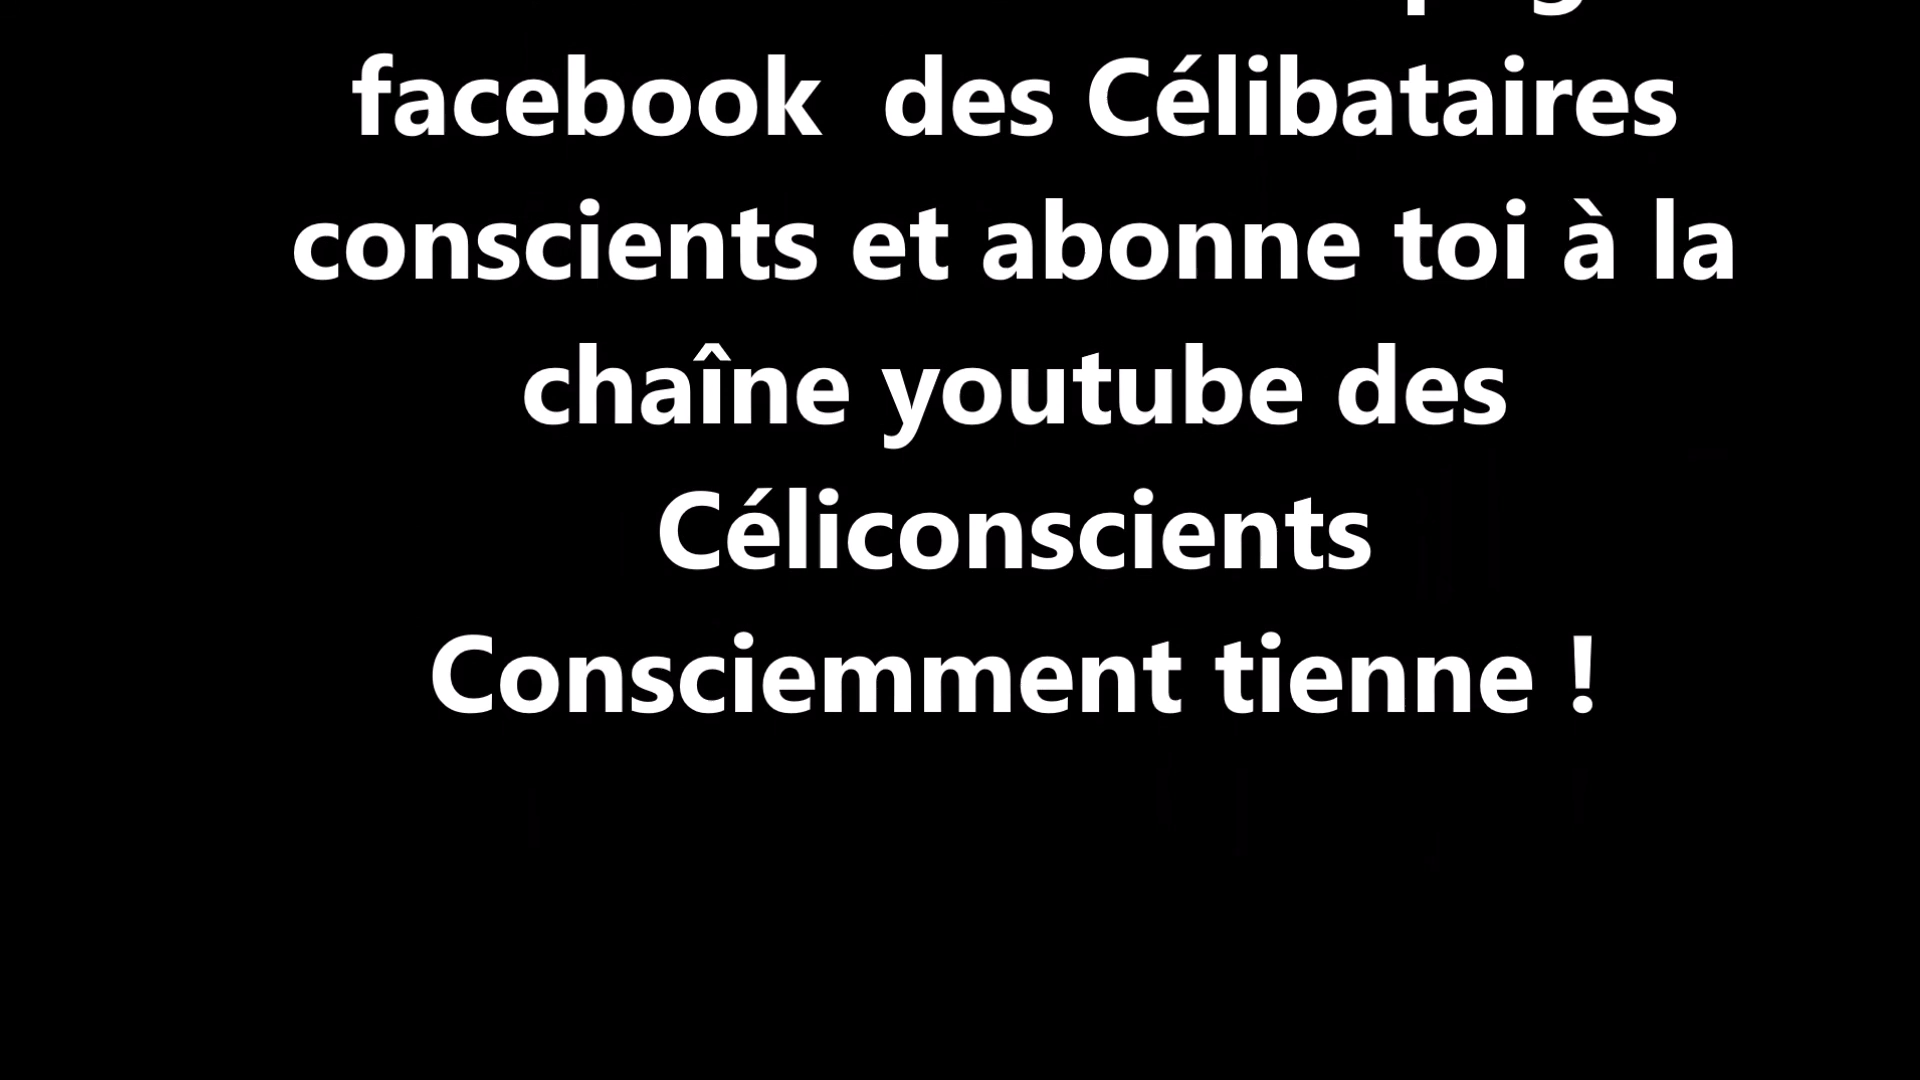 facebook  des Célibataires
conscients et abonne toi à la
chaîne youtube des
Céliconscients
Consciemment tienne !